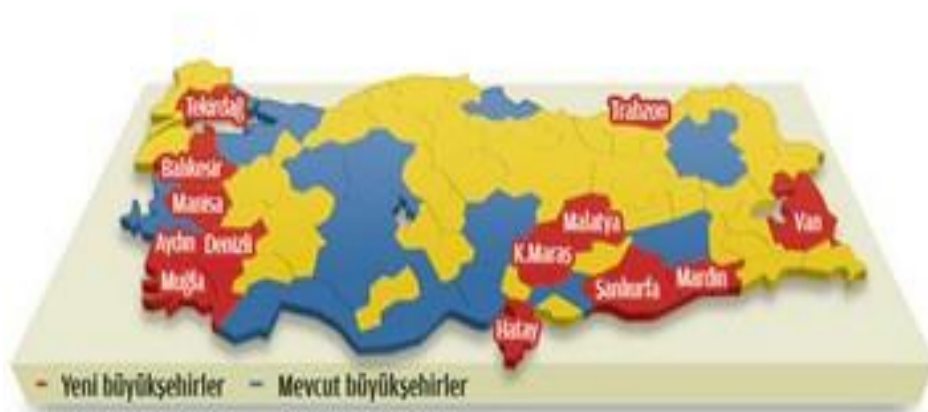 Tekirdağ
Trabzon
Balıkesir
Manisa
Malatya
Van
Aydın Denizli
K.Maraş
Muğla
Şanlıurfa
Mardin
Hatay
- Yeni büyükşehirler - Mevcut büyükşehirler